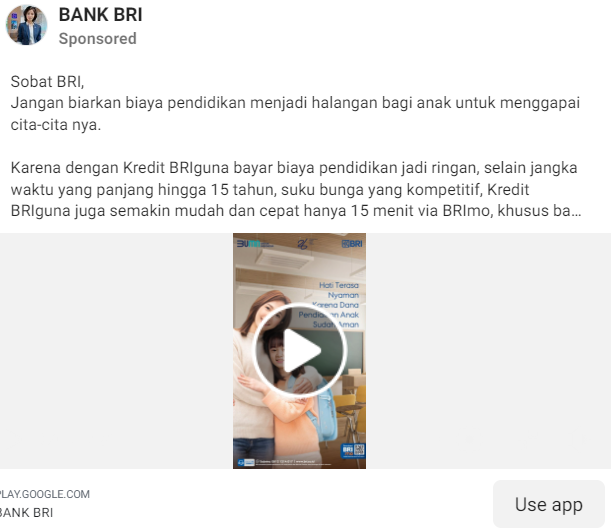 BANK BRI
Sponsored
Sobat BRI,
Jangan biarkan biaya pendidikan menjadi halangan bagi anak untuk menggapai
cita-cita nya.
Karena dengan Kredit BRIguna bayar biaya pendidikan jadi ringan, selain jangka
waktu yang panjang hingga 15 tahun, suku bunga yang kompetitif, Kredit
BRIguna juga semakin mudah dan cepat hanya 15 menit via BRImo, khusus ba…
BRI
Hati Terasa
Nyaman
Karena Dana
Pendidikan Anak
Sudah Aman
BRI
PLAY.GOOGLE.COM
BANK BRI
Use app